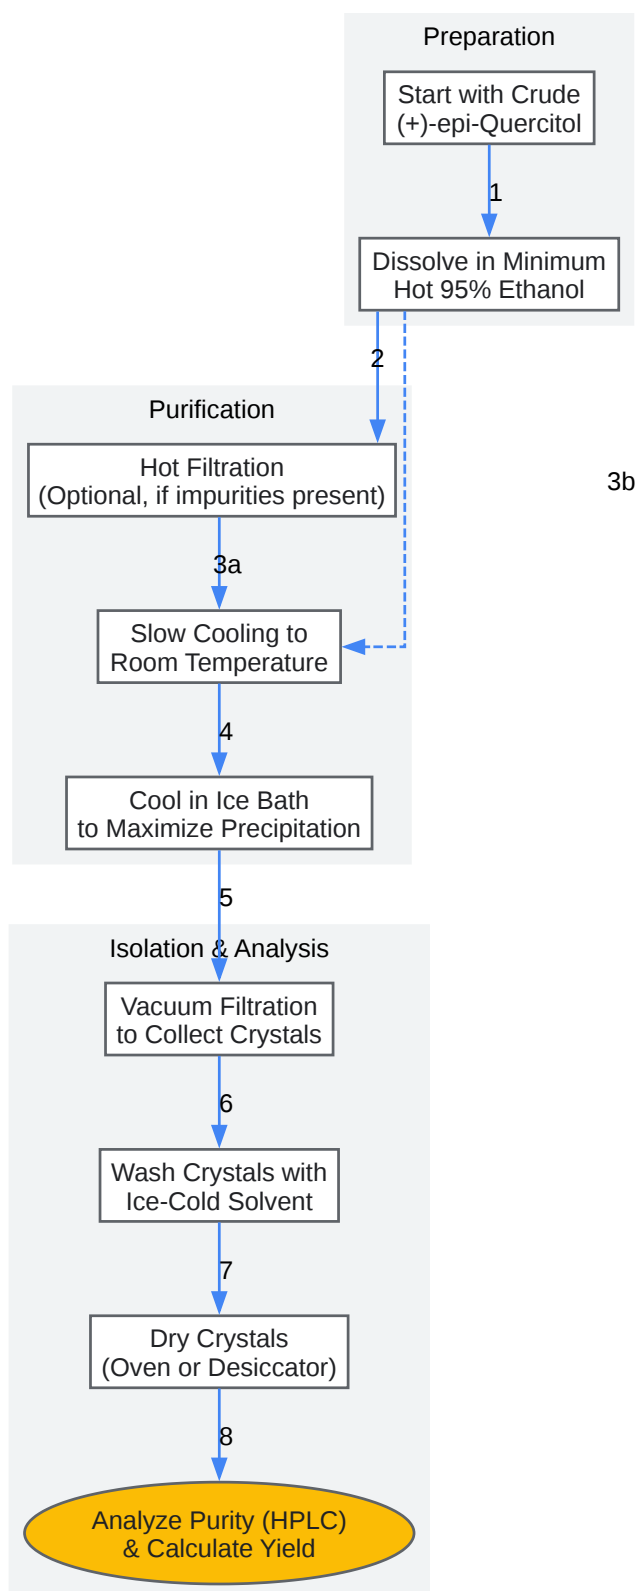 Preparation
Start with Crude
(+)-epi-Quercitol
1
Dissolve in Minimum
Hot 95% Ethanol
2
Purification
Hot Filtration
(Optional, if impurities present)
3b
3a
Slow Cooling to
Room Temperature
4
Cool in Ice Bath
to Maximize Precipitation
5
Isolation & Analysis
Vacuum Filtration
to Collect Crystals
6
Wash Crystals with
Ice-Cold Solvent
7
Dry Crystals
(Oven or Desiccator)
8
Analyze Purity (HPLC)
& Calculate Yield